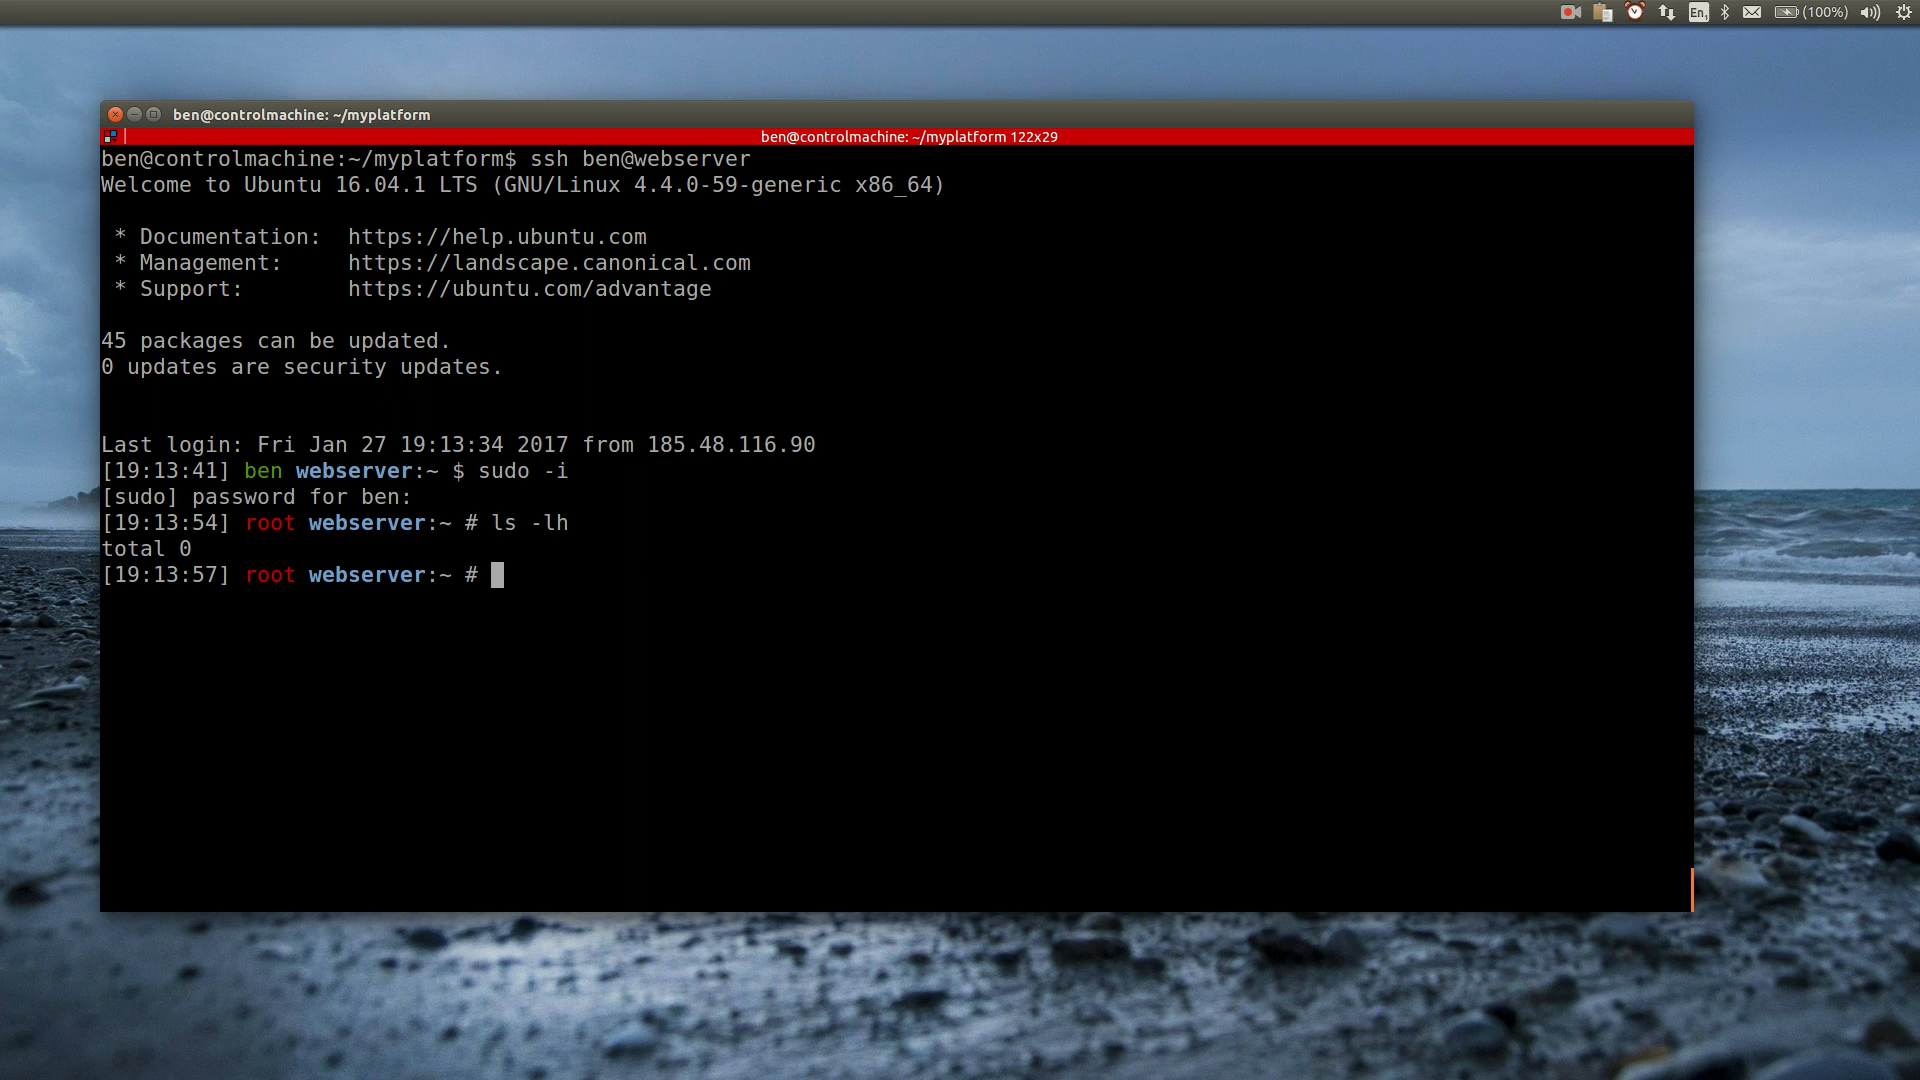 En1 (100%)
ben@controlmachine: ~/myplatform
ben@controlmachine: ~/myplatform 122x29
ben@controlmachine:~/myplatform$ ssh ben@webserver
Welcome to Ubuntu 16.04.1 LTS (GNU/Linux 4.4.0-59-generic x86_64)
* Documentation:  https://help.ubuntu.com
* Management:     https://landscape.canonical.com
* Support:        https://ubuntu.com/advantage
45 packages can be updated.
0 updates are security updates.
Last login: Fri Jan 27 19:13:34 2017 from 185.48.116.90
[19:13:41] ben webserver:~ $ sudo -i
[sudo] password for ben:
[19:13:54] root webserver:~ # ls -lh
total 0
[19:13:57] root webserver:~ #